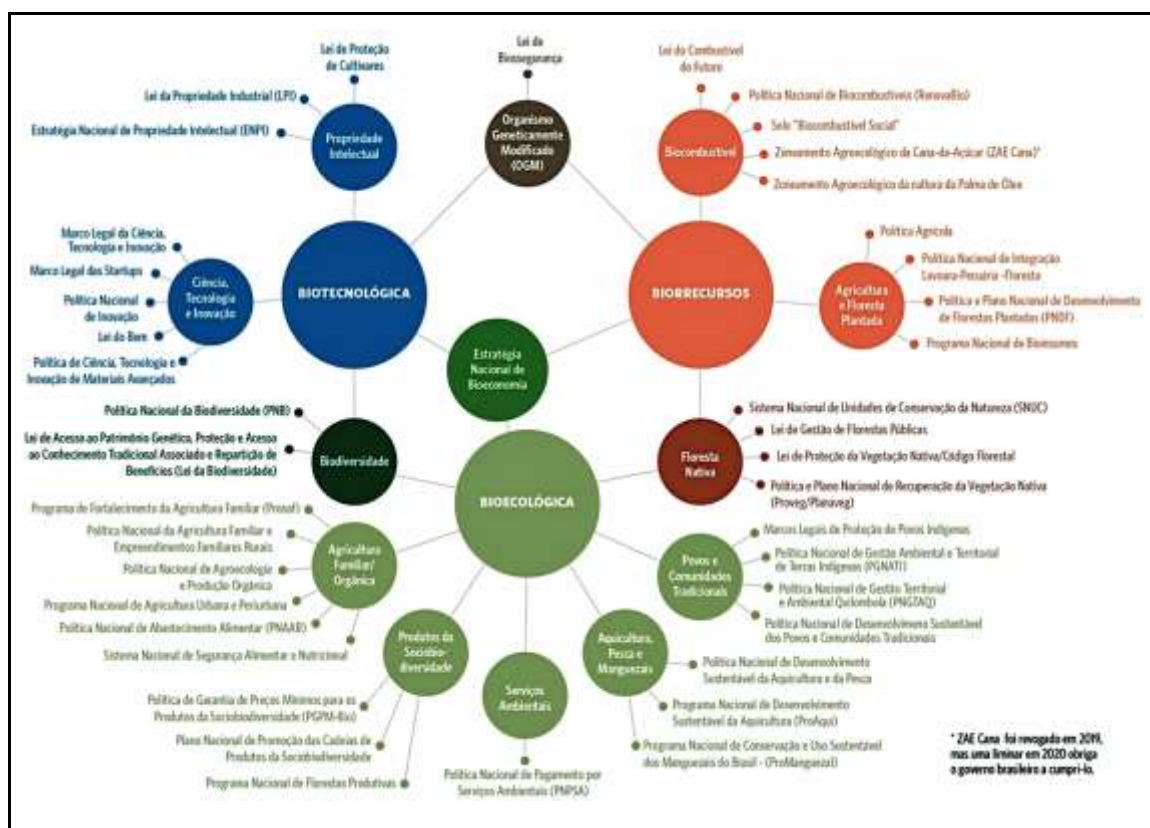 Lei de Proteção
de Cultivares
Lei da Propriedade Industrial (LPI)
Estratégia Nacional de Propriedade Intelectual (ENPI)
Propriedade
Intelectual
Lei da
Biossegurança
Organismo
Geneticamente
Modificado
(OGM)
Lei do Combustível
do Futuro
Política Nacional de Biocombustíveis (RenovaBio)
Selo "Biocombustível Social"
Zoneamento Agroecológico da Cana-da-Açúcar (ZAE Cana)*
Zoneamento Agroecológico da cultura da Palma de Óleo
Biocombustível
Marco Legal da Ciência,
Tecnologia e Inovação
Marco Legal das Startups
Política Nacional
de Inovação
Lei do Bem
Política de Ciência, Tecnologia e
Inovação de Materiais Avançados
Ciência,
Tecnologia
e Inovação
BIOTECNOLÓGICA
BIORRECURSOS
Política Agrícola
Política Nacional de Integração
Lavoura-Pecuária -Floresta
Política e Plano Nacional de Desenvolvimento
de Florestas Plantadas (PNDF)
Programa Nacional de Bioinsumos
Agricultura
e Floresta
Plantada
Estratégia
Nacional de
Bioeconomia
Política Nacional da Biodiversidade (PNB)
Lei de Acesso ao Patrimônio Genético, Proteção e Acesso
ao Conhecimento Tradicional Associado e Repartição de
Benefícios (Lei da Biodiversidade)
Biodiversidade
BIOECOLÓGICA
Floresta
Nativa
Sistema Nacional de Unidades de Conservação da Natureza (SNUC)
Lei de Gestão de Florestas Públicas
Lei de Proteção da Vegetação Nativa/Código Florestal
Política e Plano Nacional de Recuperação da Vegetação Nativa
(Proveg/Planaveg)
Programa de Fortalecimento da Agricultura Familiar (Pronaf)
Política Nacional da Agricultura Familiar e
Empreendimentos Familiares Rurais
Política Nacional de Agroecologia
e Produção Orgânica
Programa Nacional de Agricultura Urbana e Periurbana
Política Nacional de Abastecimento Alimentar (PNAAB)
Sistema Nacional de Segurança Alimentar e Nutricional
Agricultura
Familiar/
Orgânica
Povos e
Comunidades
Tradicionais
Marcos Legais de Proteção de Povos Indígenas
Política Nacional de Gestão Ambiental e Territorial
de Terras Indígenas (PGNATI)
Política Nacional de Gestão Territorial
e Ambiental Quilombola (PNGTAQ)
Política Nacional de Desenvolvimeno Sustentável
dos Povos e Comunidades Tradicionais
Produtos da
Sociobio-
diversidade
Política de Garantia de Preços Mínimos para os
Produtos da Sociobiodiversidade (PGPM-Bio)
Plano Nacional de Promoção das Cadeias de
Produtos da Sociobiodiversidade
Programa Nacional de Florestas Produtivas
Serviços
Ambientais
Política Nacional de Pagamento por
Serviços Ambientais (PNPSA)
Aquicultura,
Pesca e
Manguezais
Política Nacional de Desenvolvimento
Sustentável da Aquicultura e da Pesca
Programa Nacional de Desenvolvimento
Sustentável da Aquicultura (ProAqui)
Programa Nacional de Conservação e Uso Sustentável
dos Manguezais do Brasil - (ProManguezal)
* ZAE Cana foi revogado em 2019,
mas uma liminar em 2020 obriga
o governo brasileiro a cumpri-lo.